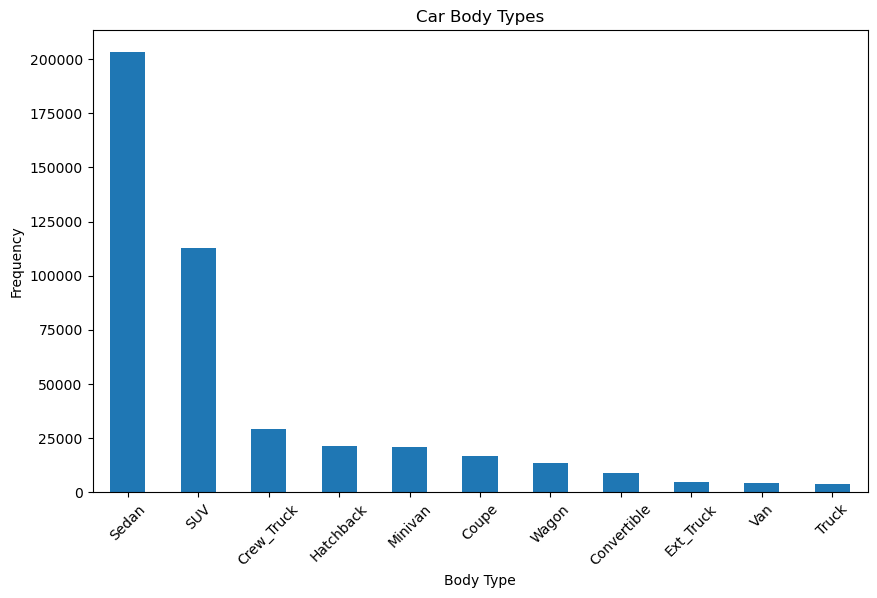 Car Body Types
Frequency
200000
175000
150000
125000
100000
75000
50000
25000
0
Sedan
SUV
Crew_Truck
Hatchback
Minivan
Coupe
Wagon
Convertible
Ext_Truck
Van
Truck
Body Type